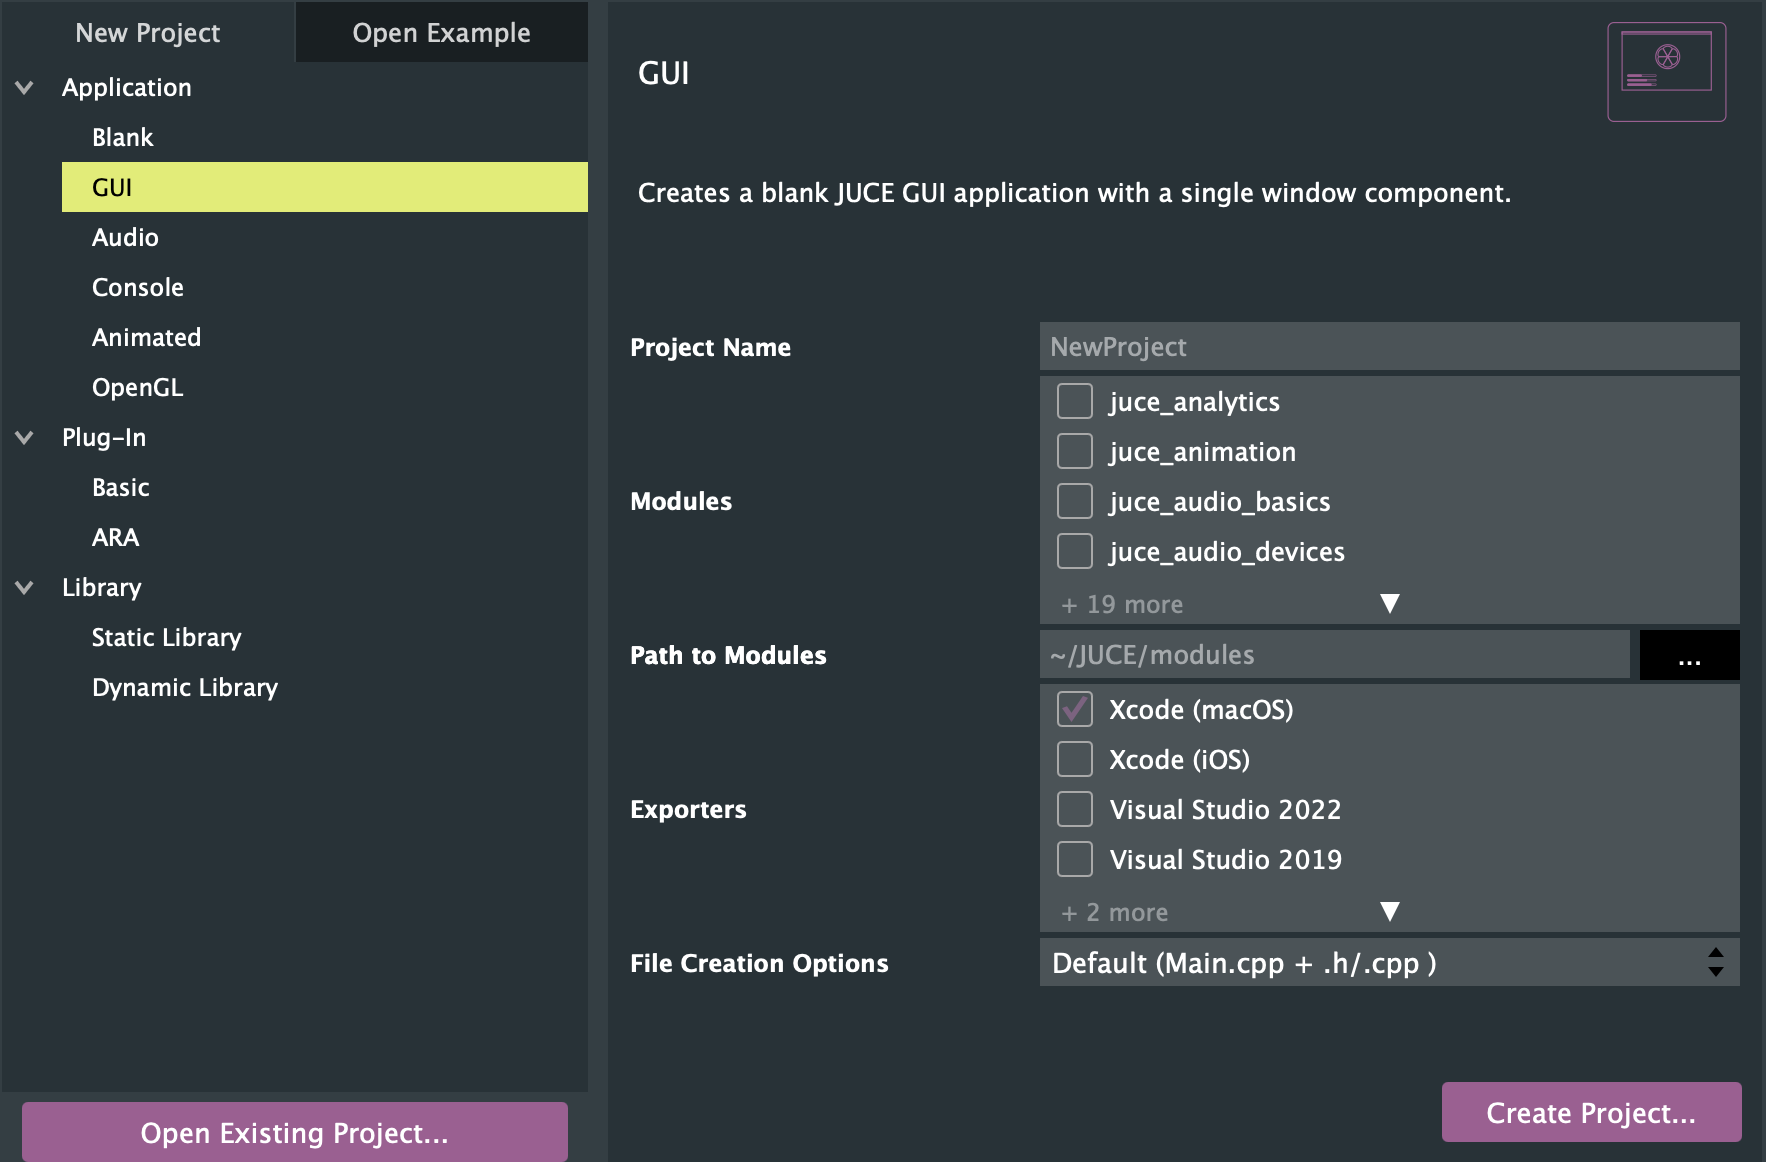 New Project
Open Example
Application
Blank
GUI
Audio
Console
Animated
OpenGL
Plug-In
Basic
ARA
Library
Static Library
Dynamic Library
Open Existing Project...
GUI
Creates a blank JUCE GUI application with a single window component.
Project Name
NewProject
Modules
juce_analytics
juce_animation
juce_audio_basics
juce_audio_devices
+ 19 more
Path to Modules
~/JUCE/modules
...
Exporters
Xcode (macOS)
Xcode (iOS)
Visual Studio 2022
Visual Studio 2019
+ 2 more
File Creation Options
Default (Main.cpp + .h/.cpp )
Create Project...